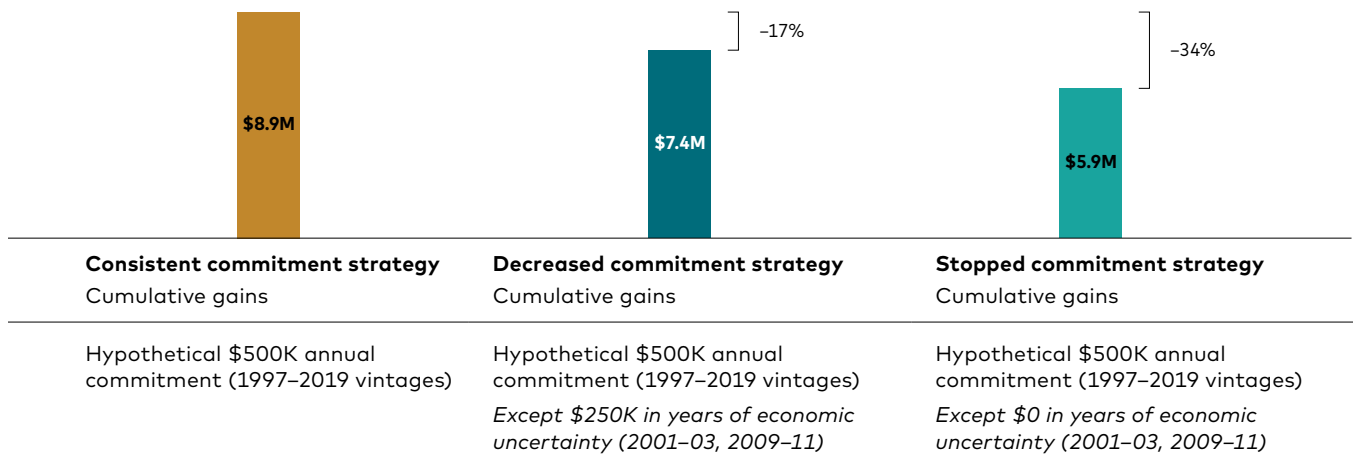 $8.9M
–17%
$7.4M
–34%
$5.9M
Consistent commitment strategy
Cumulative gains
Hypothetical $500K annual
commitment (1997–2019 vintages)
Decreased commitment strategy
Cumulative gains
Hypothetical $500K annual
commitment (1997–2019 vintages)
Except $250K in years of economic
uncertainty (2001–03, 2009–11)
Stopped commitment strategy
Cumulative gains
Hypothetical $500K annual
commitment (1997–2019 vintages)
Except $0 in years of economic
uncertainty (2001–03, 2009–11)